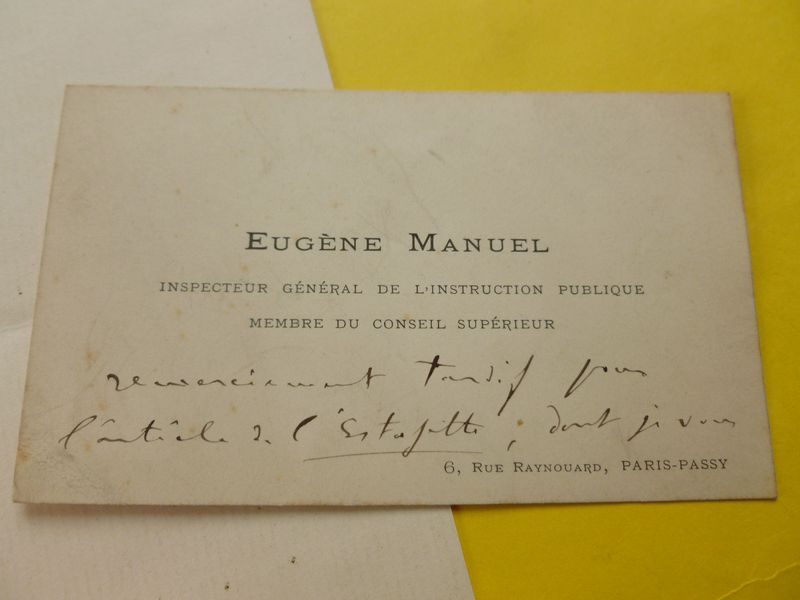 EUGÈNE MANUEL
INSPECTEUR GÉNÉRAL DE L'INSTRUCTION PUBLIQUE
MEMBRE DU CONSEIL SUPÉRIEUR
remerciement tardif pour
l'article de l'Estafette, dont je vous
6, RUE RAYNOUARD, PARIS-PASSY